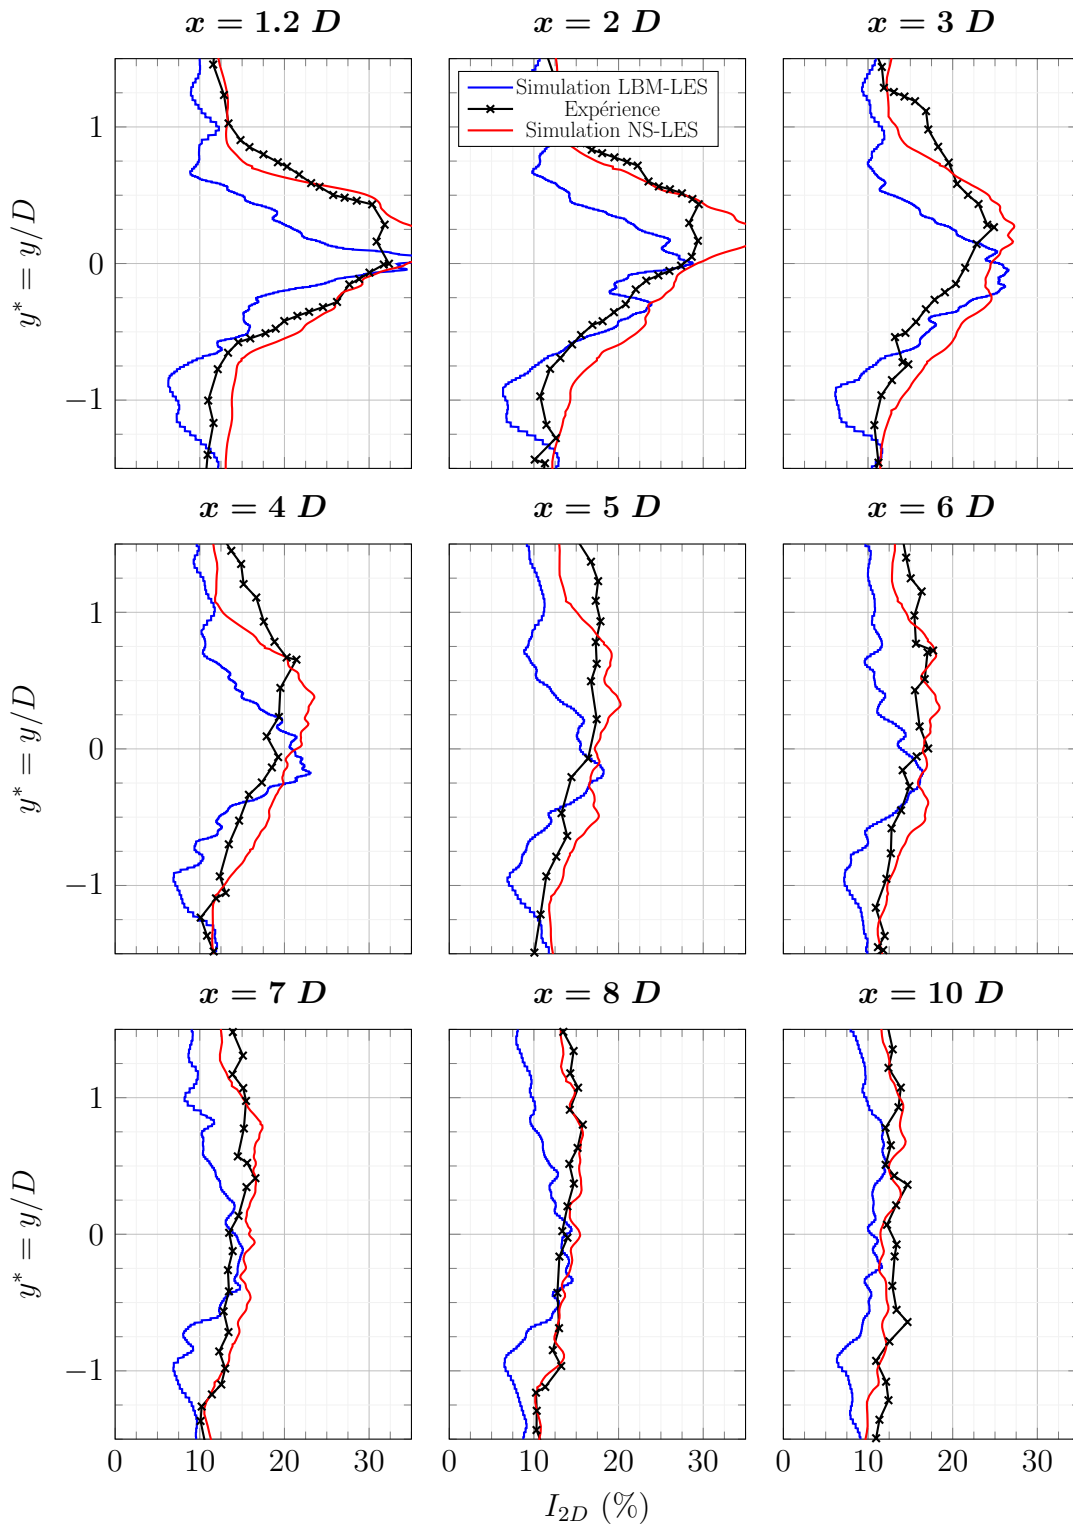 x = 1.2 D
x = 2 D
x = 3 D
Simulation LBM-LES
Expérience
Simulation NS-LES
1
0
−1
y* = y/D
x = 4 D
x = 5 D
x = 6 D
1
0
−1
y* = y/D
x = 7 D
x = 8 D
x = 10 D
1
0
−1
y* = y/D
0 10 20 30 0 10 20 30 0 10 20 30
I2D (%)